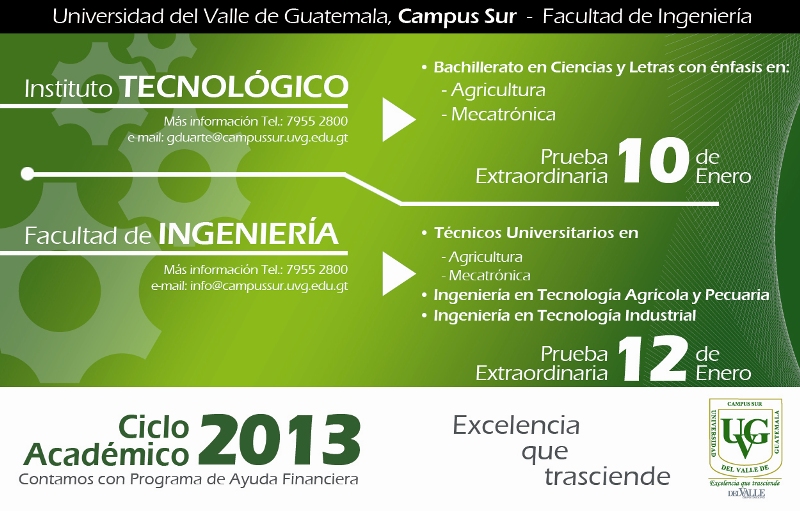 Universidad del Valle de Guatemala, Campus Sur - Facultad de Ingeniería
Instituto TECNOLÓGICO
Más información Tel.: 7955 2800
e-mail: gduarte@campussur.uvg.edu.gt
• Bachillerato en Ciencias y Letras con énfasis en:
- Agricultura
- Mecatrónica
Prueba Extraordinaria 10 de Enero
Facultad de INGENIERÍA
Más información Tel.: 7955 2800
e-mail: info@campussur.uvg.edu.gt
• Técnicos Universitarios en
- Agricultura
- Mecatrónica
• Ingeniería en Tecnología Agrícola y Pecuaria
• Ingeniería en Tecnología Industrial
Prueba Extraordinaria 12 de Enero
Ciclo Académico 2013
Contamos con Programa de Ayuda Financiera
Excelencia
que
trasciende
CAMPUS SUR
UNIVERSIDAD
UVG
DEL VALLE DE
GUATEMALA
Excelencia que trasciende
DEL VALLE